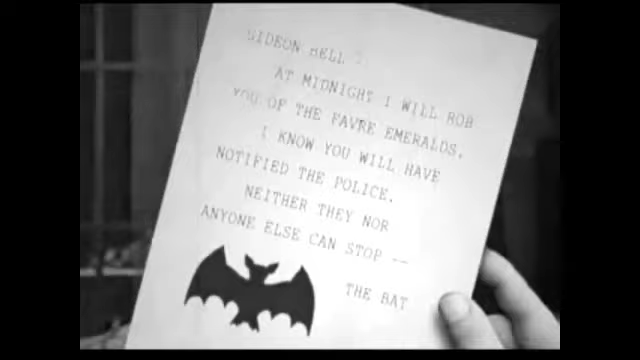 GIDEON BELL :
AT MIDNIGHT I WILL ROB
YOU OF THE FAVRE EMERALDS.
I KNOW YOU WILL HAVE
NOTIFIED THE POLICE.
NEITHER THEY NOR
ANYONE ELSE CAN STOP --
THE BAT